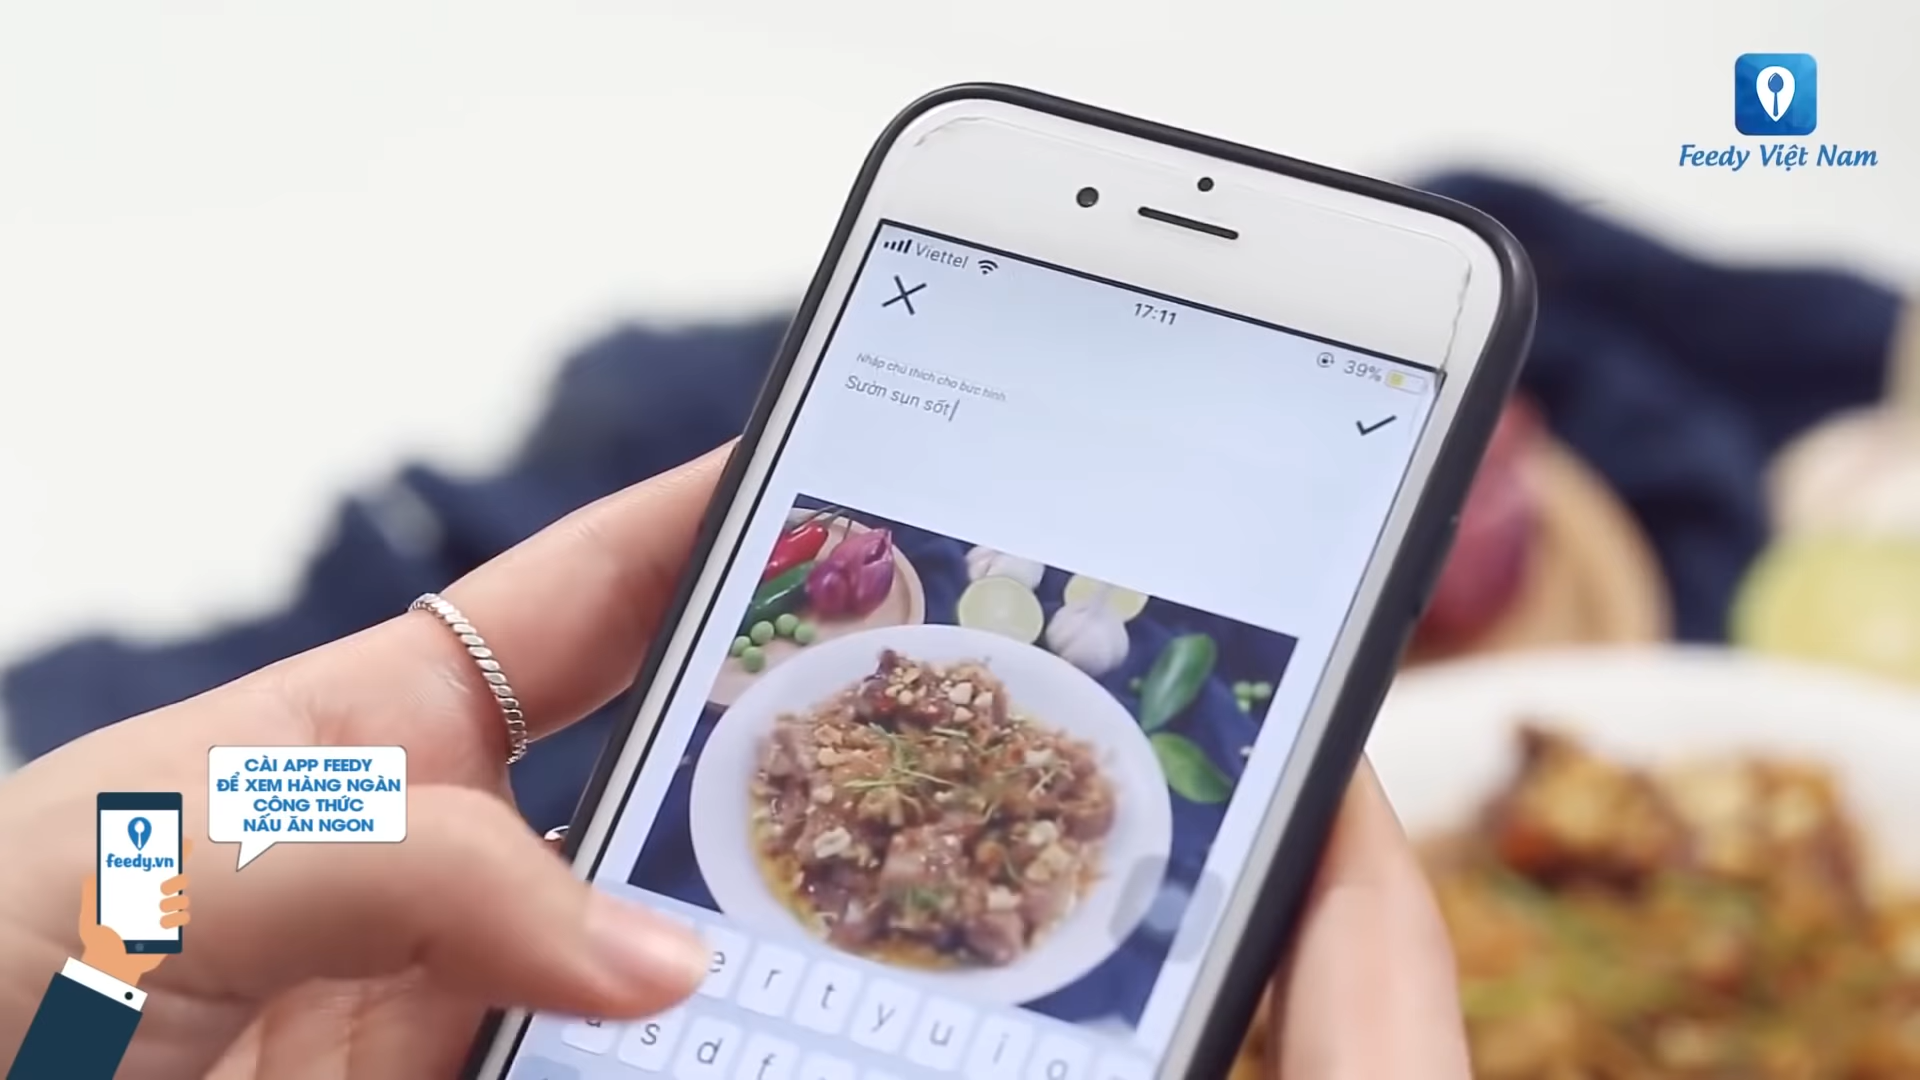 Feedy Việt Nam
Viettel
17:11
39%
Nhập chú thích cho bức hình
Sườn sụn sốt
CÀI APP FEEDY
ĐỂ XEM HÀNG NGÀN
CÔNG THỨC
NẤU ĂN NGON
feedy.vn
e r t y u i o
s d f